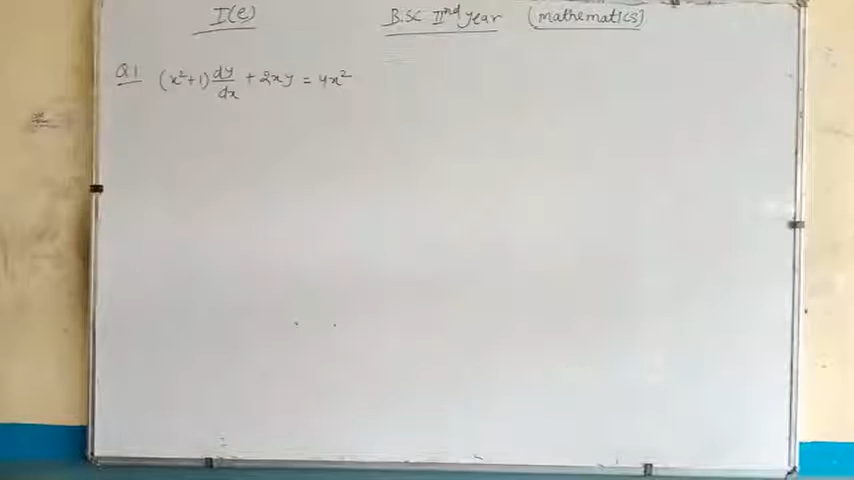 I(e) B.SC IInd year (mathematics)
Q1 (x²+1) dy/dx + 2xy = 4x²